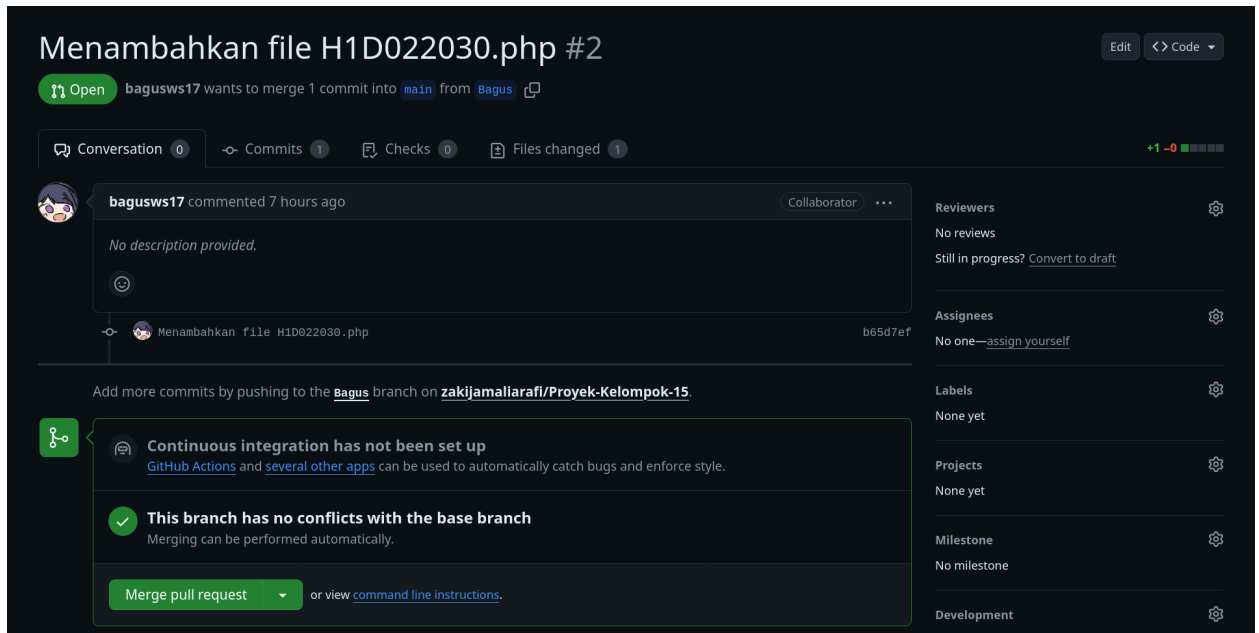 Menambahkan file H1D022030.php #2
Edit
<> Code
Open
bagusws17 wants to merge 1 commit into main from Bagus
Conversation 0
Commits 1
Checks 0
Files changed 1
+1 −0
bagusws17 commented 7 hours ago
Collaborator
No description provided.
Menambahkan file H1D022030.php
b65d7ef
Add more commits by pushing to the Bagus branch on zakijamaliarafi/Proyek-Kelompok-15.
Continuous integration has not been set up
GitHub Actions and several other apps can be used to automatically catch bugs and enforce style.
This branch has no conflicts with the base branch
Merging can be performed automatically.
Merge pull request
or view command line instructions.
Reviewers
No reviews
Still in progress? Convert to draft
Assignees
No one—assign yourself
Labels
None yet
Projects
None yet
Milestone
No milestone
Development